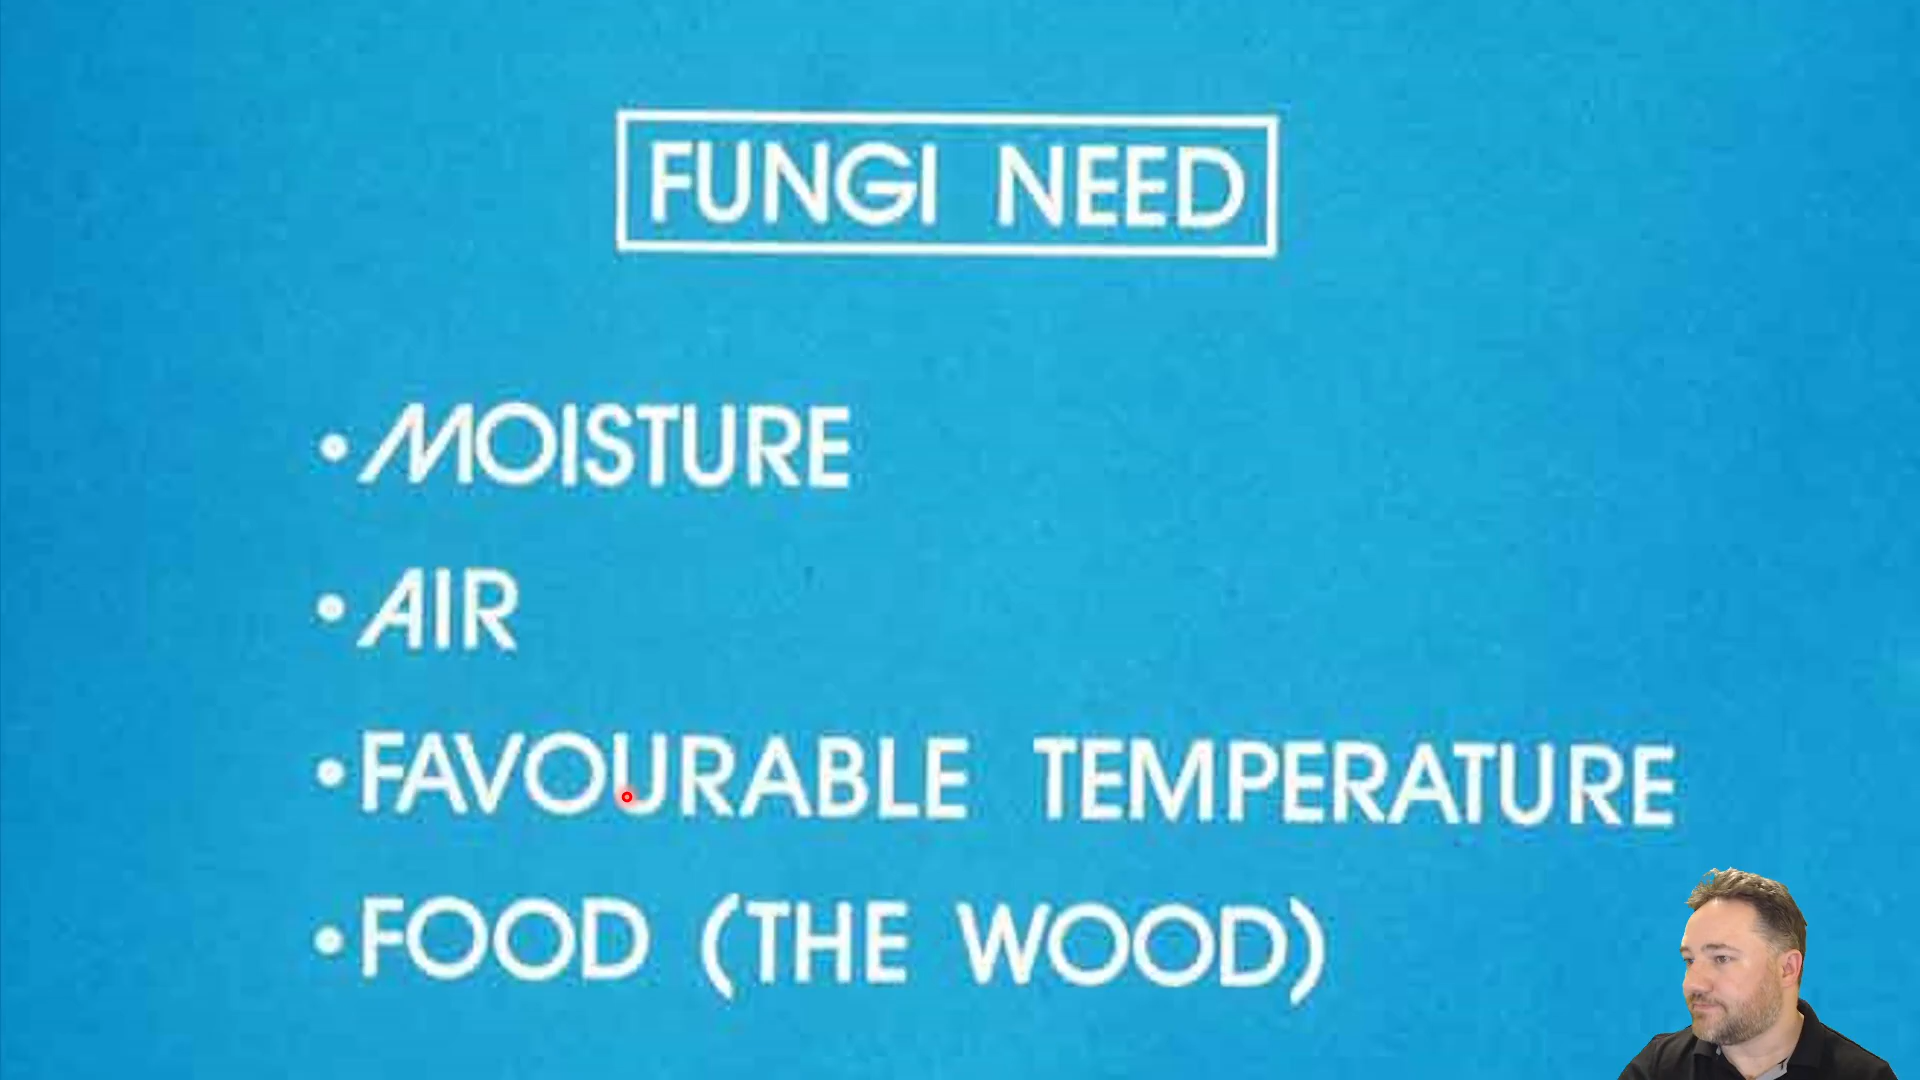 FUNGI NEED
• MOISTURE
• AIR
• FAVOURABLE TEMPERATURE
• FOOD (THE WOOD)